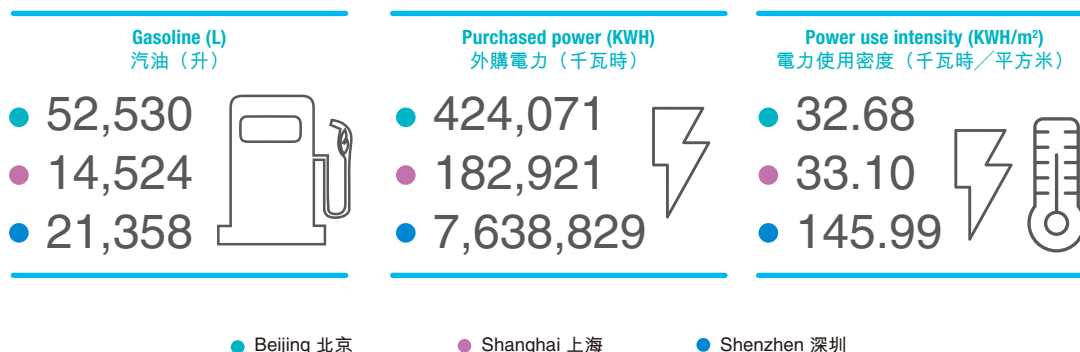 Gasoline (L)
汽油（升）
52,530
14,524
21,358
Purchased power (KWH)
外購電力（千瓦時）
424,071
182,921
7,638,829
Power use intensity (KWH/m²)
電力使用密度（千瓦時／平方米）
32.68
33.10
145.99
Beijing 北京
Shanghai 上海
Shenzhen 深圳